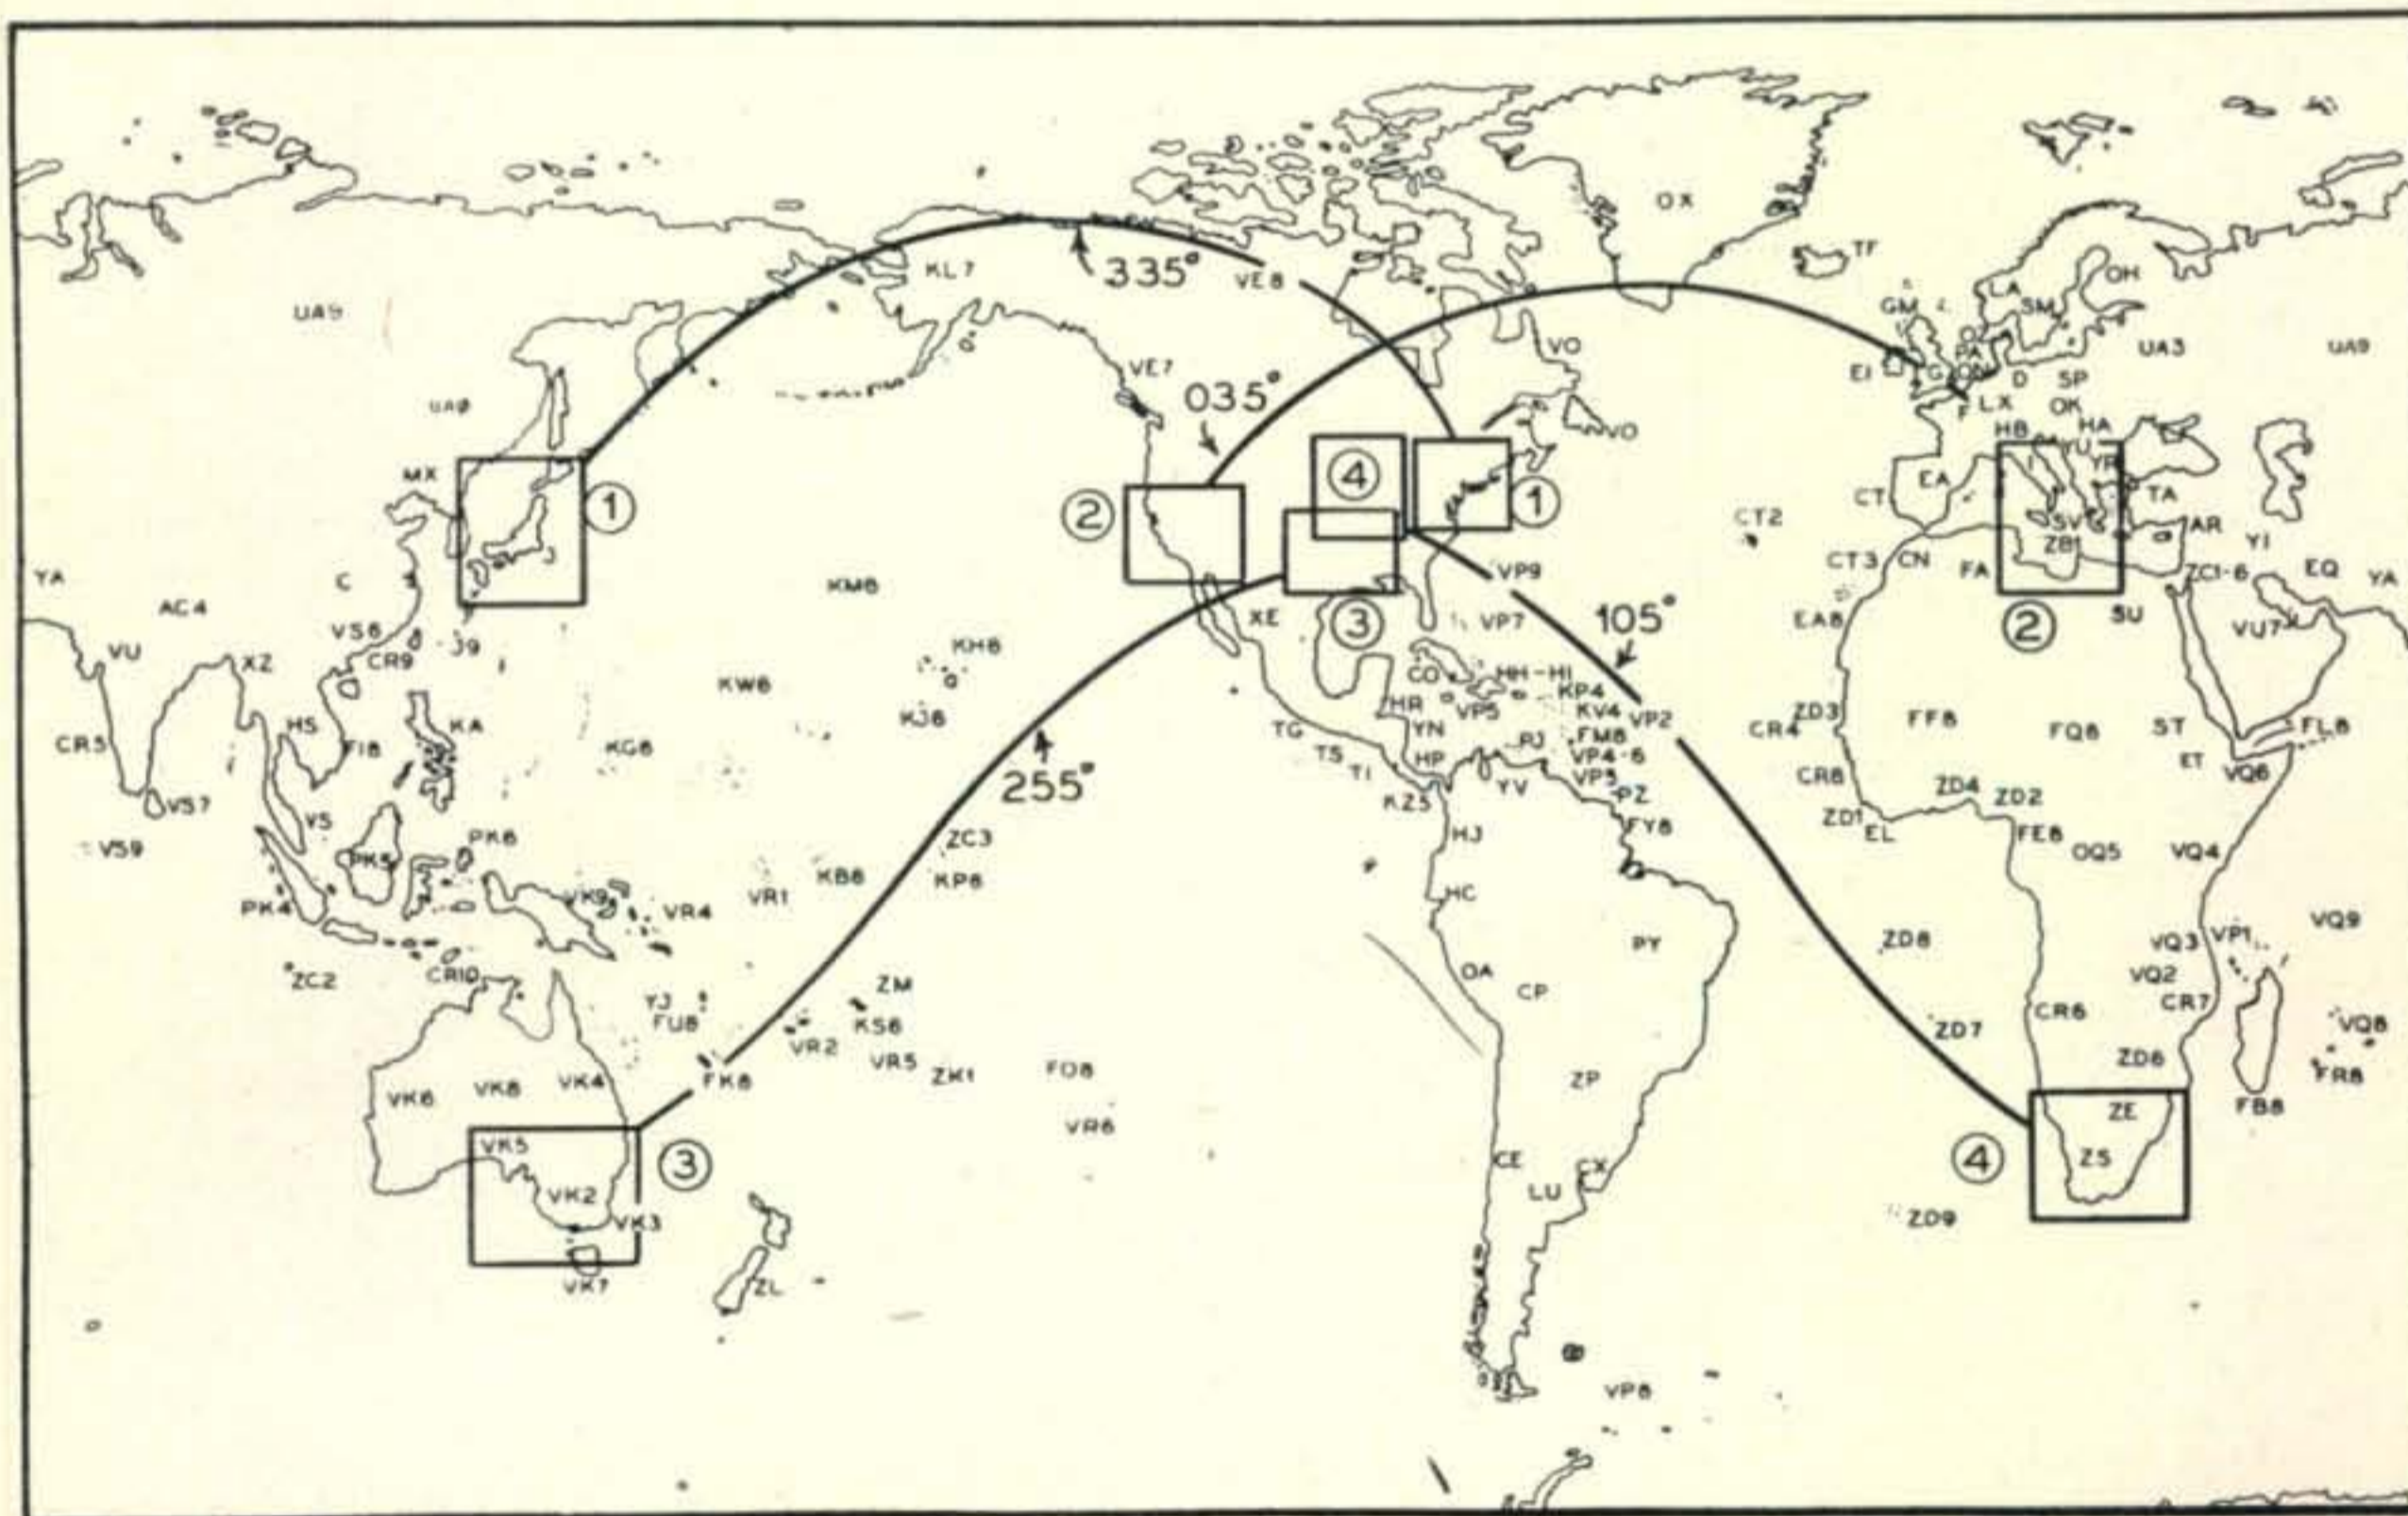 OX
TF
KL7
335°
VE8
OH
LA
SM
GM
UA9
VO
UA3
UA9
VE7
EI
G
ON
PA
D
SP
035°
UAØ
F
LX
OK
VO
HB
HA
YU
MX
④
I
YR
①
②
①
EA
CT
TA
CT2
SV
AR
ZB1
YI
J
VP9
CT3
CN
FA
ZC1-6
EQ
YA
YA
C
KM6
AC4
XE
③
VP7
105°
EA8
②
SU
VU7
VS6
VU
XZ
CR9
J9
KH6
CO
HH-HI
KP4
KW6
HR
VP5
KV4
VP2
ZD3
KJ6
TG
YN
FM8
CR4
FF8
FQ8
ST
FL8
CR5
HS
FI8
KA
KG6
TS
HP
PJ
VP4-6
ET
VQ6
TI
255°
KZ5
YV
VP3
PZ
CR8
ZD4
ZD2
VS7
VS
ZD1
EL
FE8
HJ
FY8
VS9
PK6
ZC3
OQ5
VQ4
PK5
KB6
KP6
VR1
HC
PK4
VK9
VR4
VQ9
VP1
PY
ZD8
VQ3
OA
VQ2
ZC2
CR10
ZM
CP
CR7
YJ
FU8
KS6
CR6
ZD7
VQ8
VR2
VR5
ZK1
FO8
ZD6
FR8
VK6
VK8
VK4
FK8
ZP
ZE
FB8
VR6
VK5
③
CE
CX
④
ZS
VK2
LU
VK3
ZD9
VK7
ZL
VP8